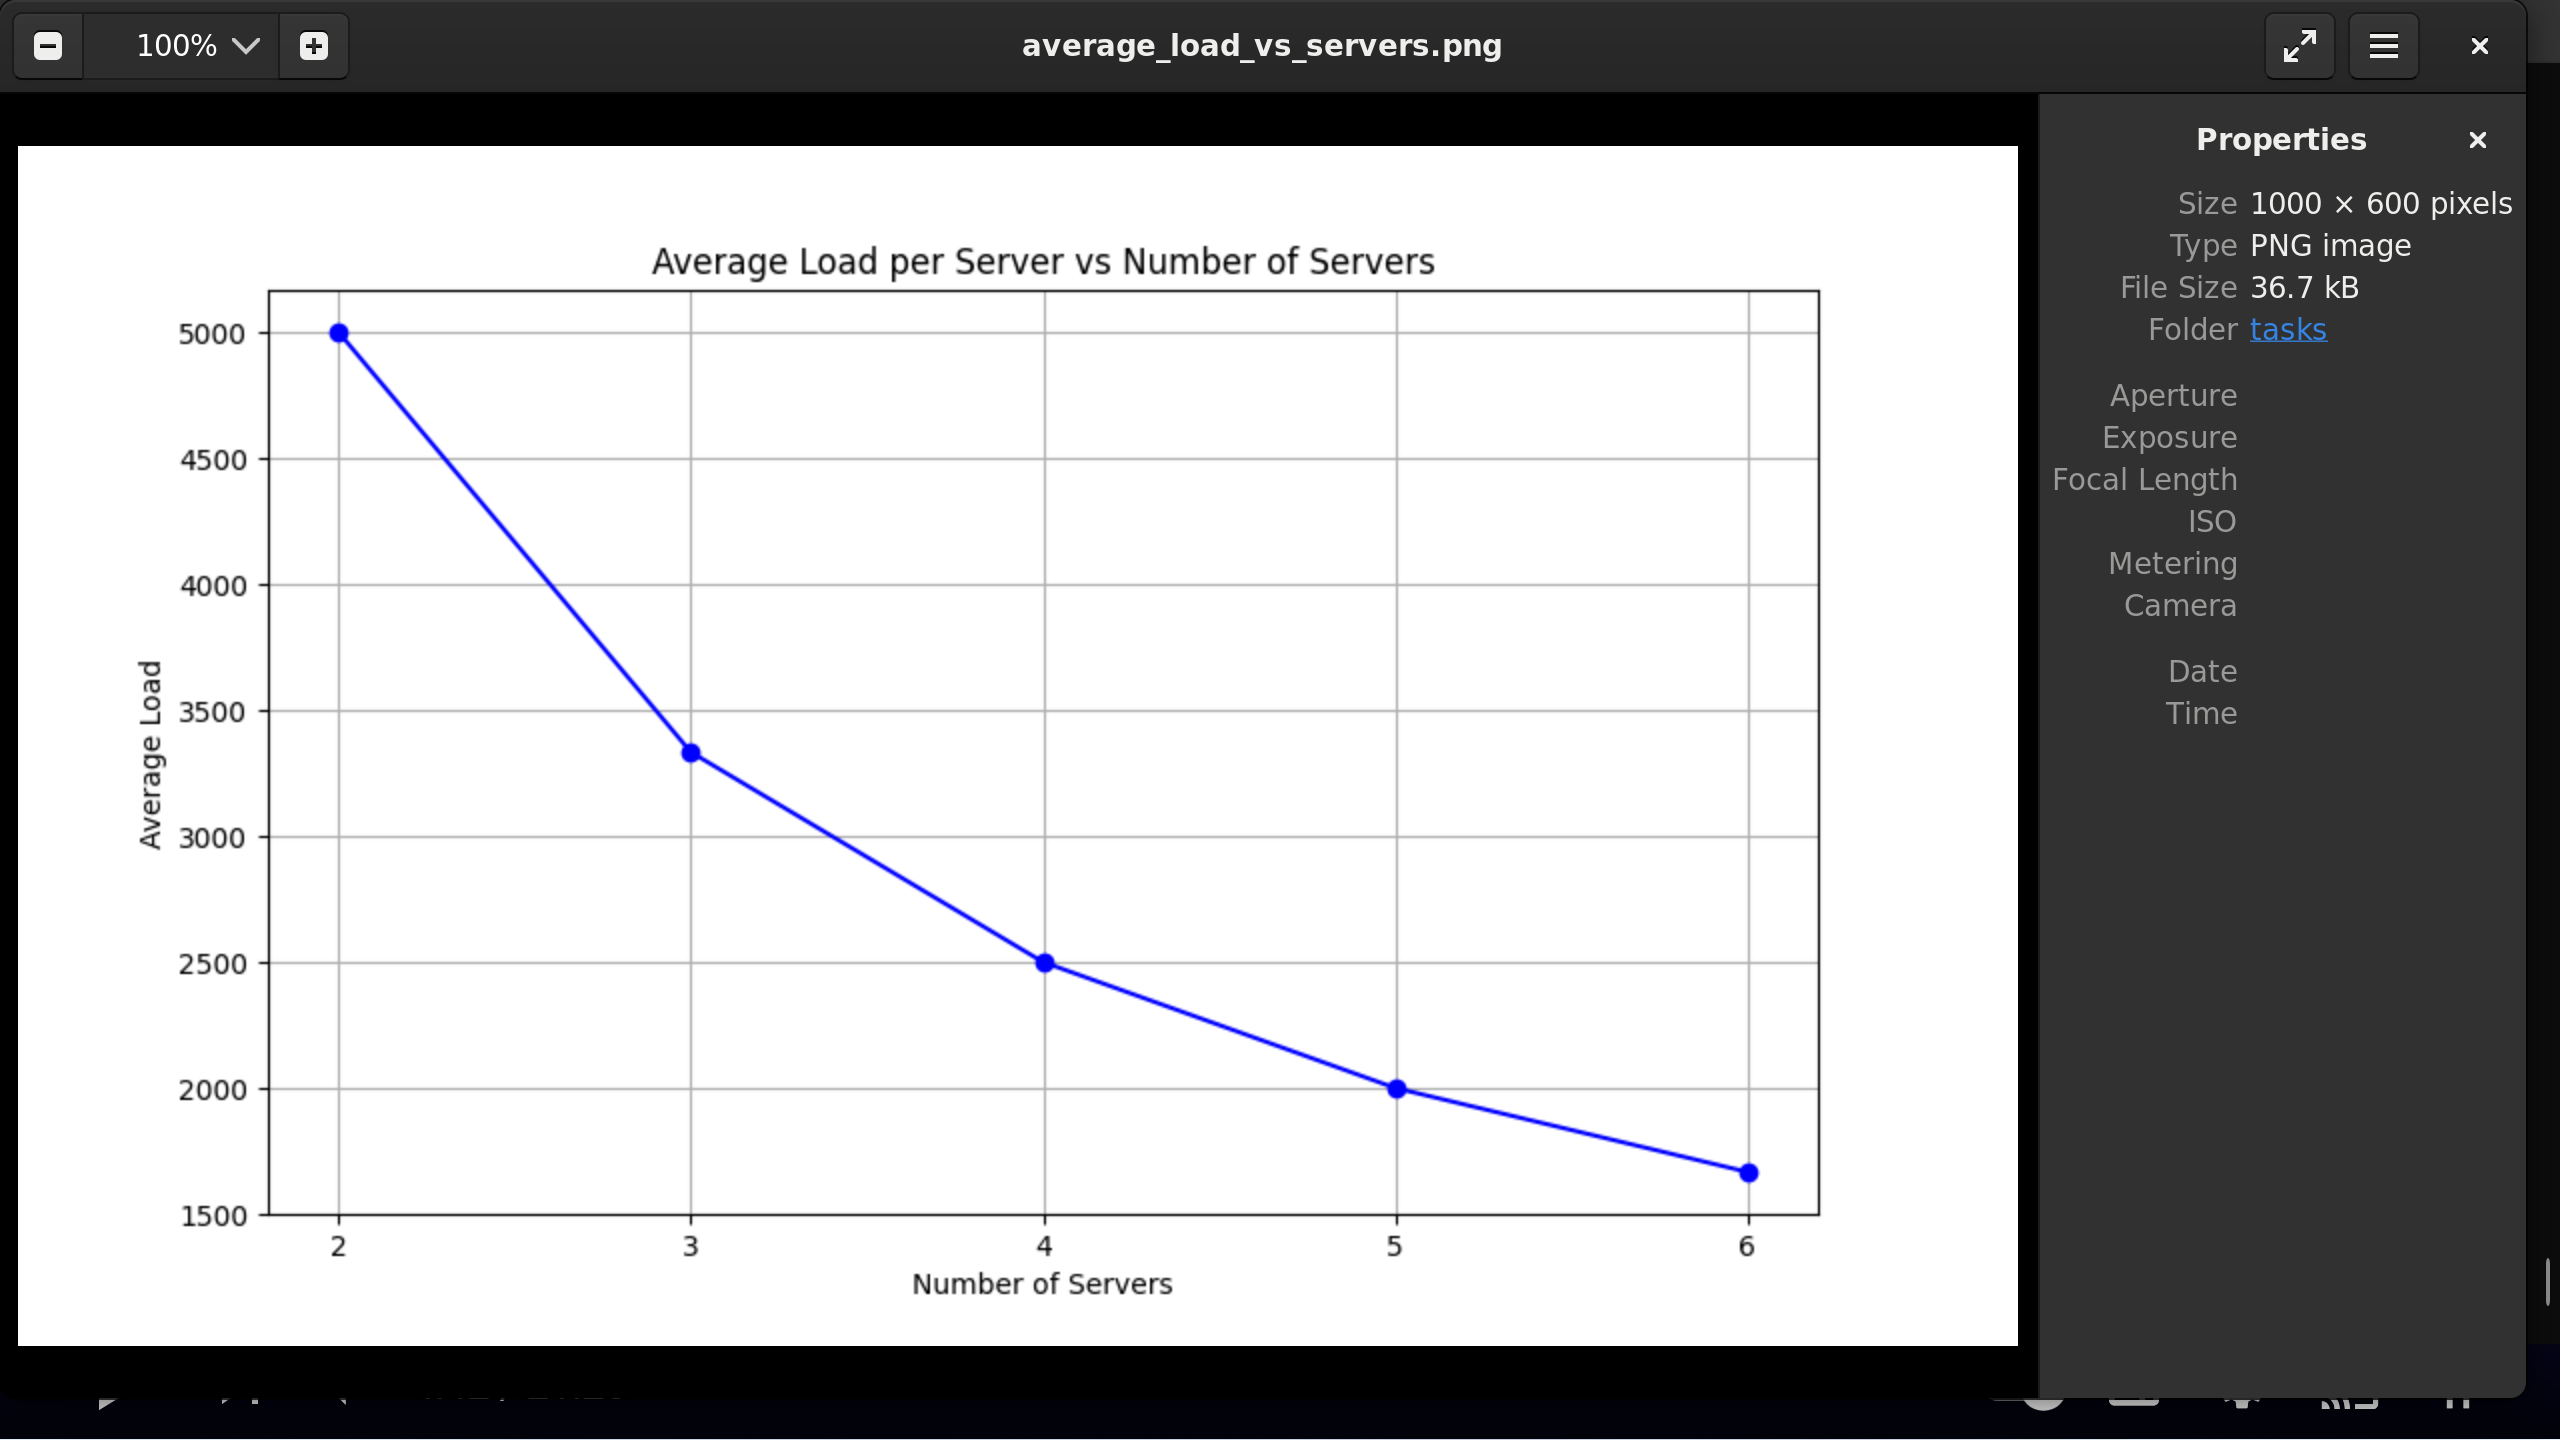 100%
average_load_vs_servers.png
Properties
Size 1000 × 600 pixels
Type PNG image
File Size 36.7 kB
Folder tasks
Aperture
Exposure
Focal Length
ISO
Metering
Camera
Date
Time
Average Load per Server vs Number of Servers
Average Load
5000
4500
4000
3500
3000
2500
2000
1500
2 3 4 5 6
Number of Servers